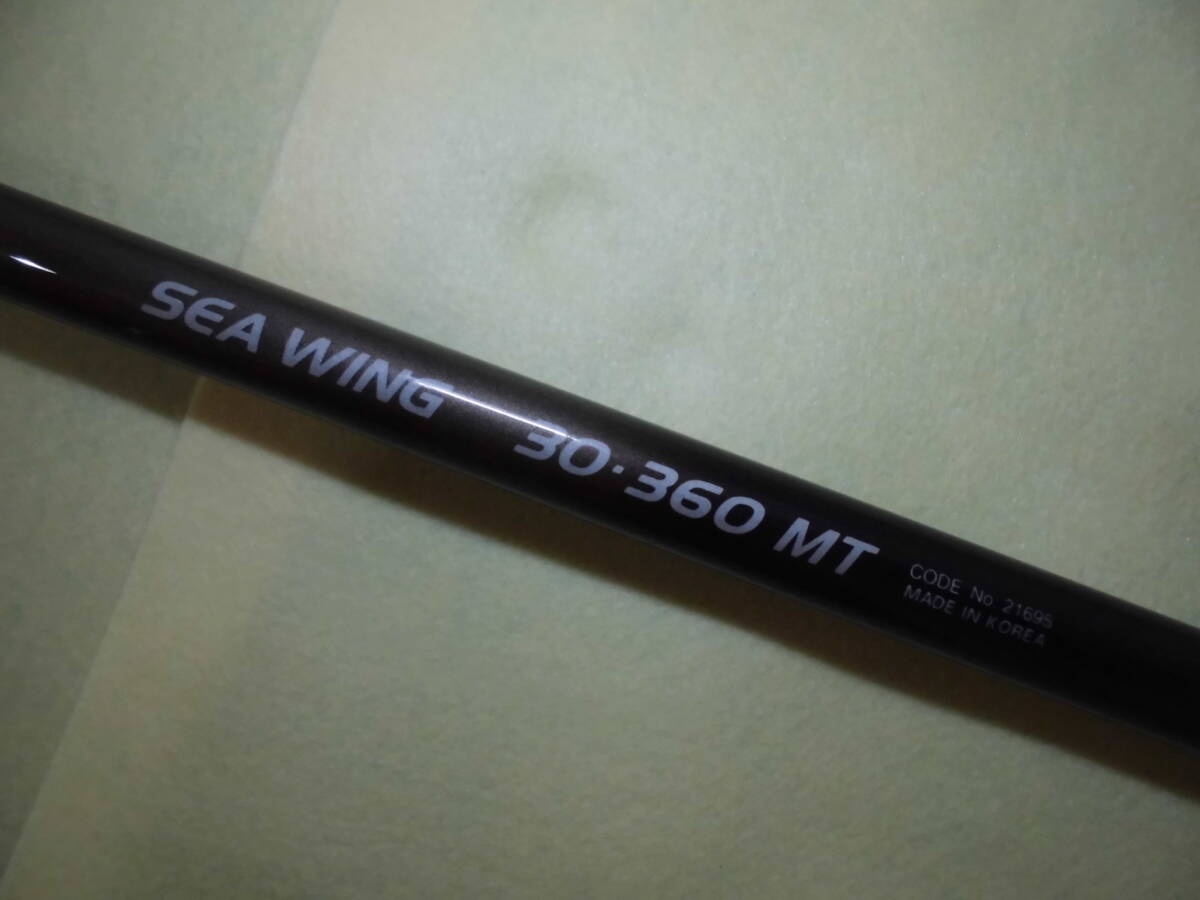 SEA WING 30·360 MT
CODE No 21695
MADE IN KOREA